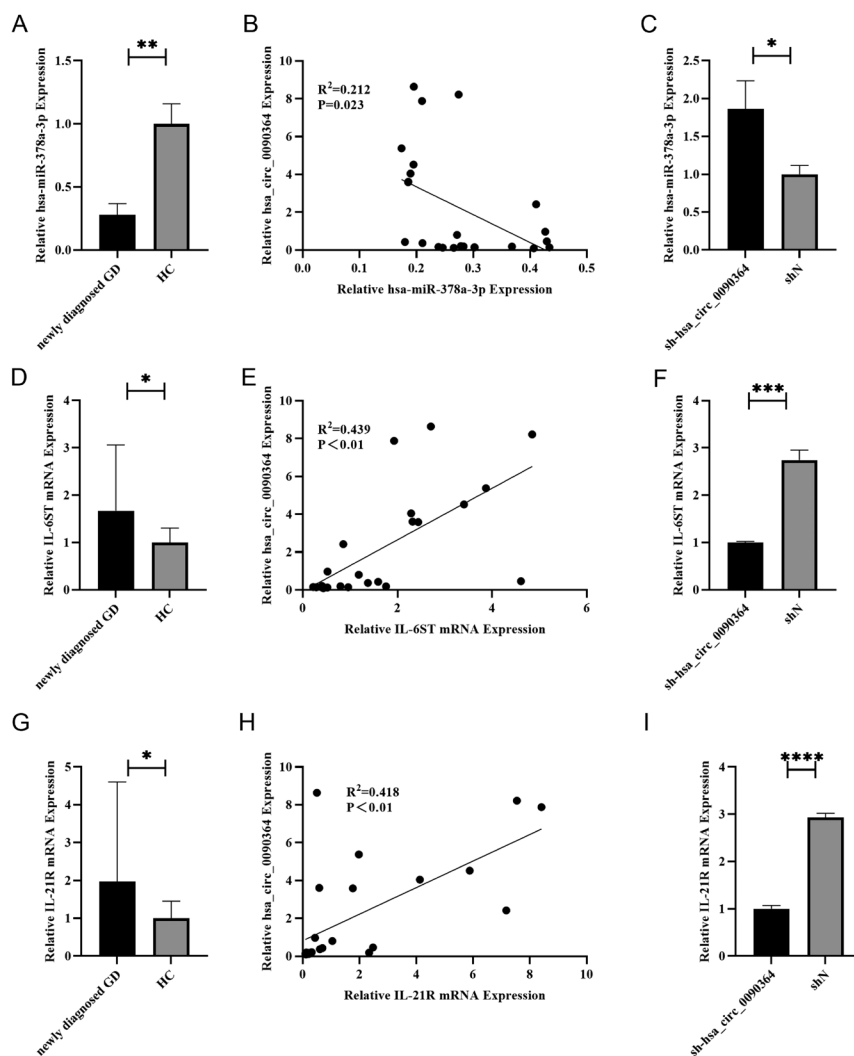 A
Relative hsa-miR-378a-3p Expression
1.5
1.0
0.5
0.0
**
newly diagnosed GD
HC
B
Relative hsa_circ_0090364 Expression
10
8
6
4
2
0
R²=0.212
P=0.023
0.0 0.1 0.2 0.3 0.4 0.5
Relative hsa-miR-378a-3p Expression
C
Relative hsa-miR-378a-3p Expression
2.5
2.0
1.5
1.0
0.5
0.0
*
sh-hsa_circ_0090364
shN
D
Relative IL-6ST mRNA Expression
4
3
2
1
0
*
newly diagnosed GD
HC
E
Relative hsa_circ_0090364 Expression
10
8
6
4
2
0
R²=0.439
P<0.01
0 2 4 6
Relative IL-6ST mRNA Expression
F
Relative IL-6ST mRNA Expression
4
3
2
1
0
***
sh-hsa_circ_0090364
shN
G
Relative IL-21R mRNA Expression
5
4
3
2
1
0
*
newly diagnosed GD
HC
H
Relative hsa_circ_0090364 Expression
10
8
6
4
2
0
R²=0.418
P<0.01
0 2 4 6 8 10
Relative IL-21R mRNA Expression
I
Relative IL-21R mRNA Expression
4
3
2
1
0
****
sh-hsa_circ_0090364
shN